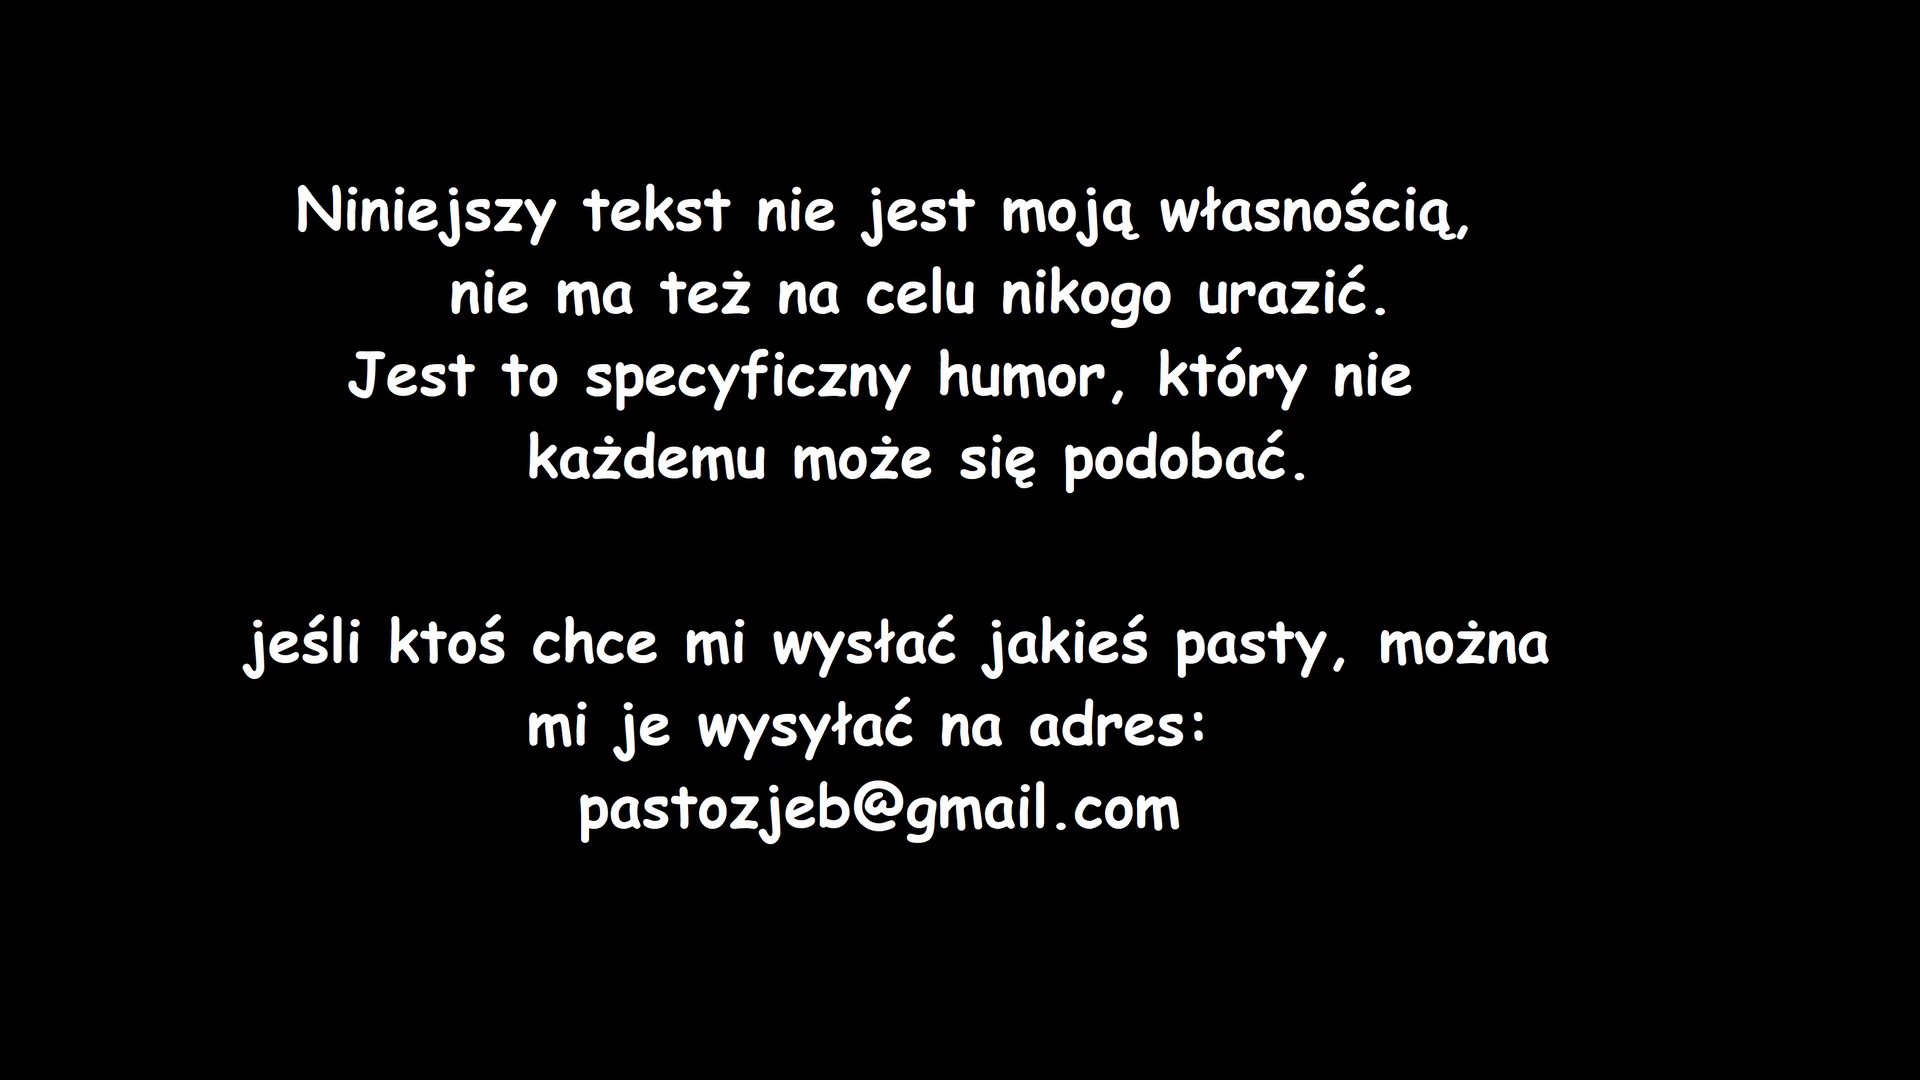 Niniejszy tekst nie jest moją własnością,
nie ma też na celu nikogo urazić.
Jest to specyficzny humor, który nie
każdemu może się podobać.
jeśli ktoś chce mi wysłać jakieś pasty, można
mi je wysyłać na adres:
pastozjeb@gmail.com